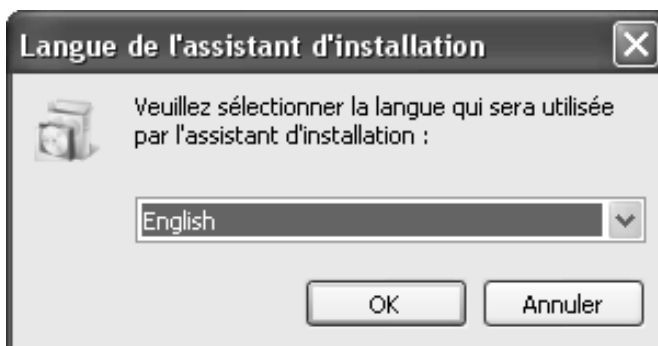 Langue de l'assistant d'installation
Veuillez sélectionner la langue qui sera utilisée
par l'assistant d'installation :
English
OK
Annuler